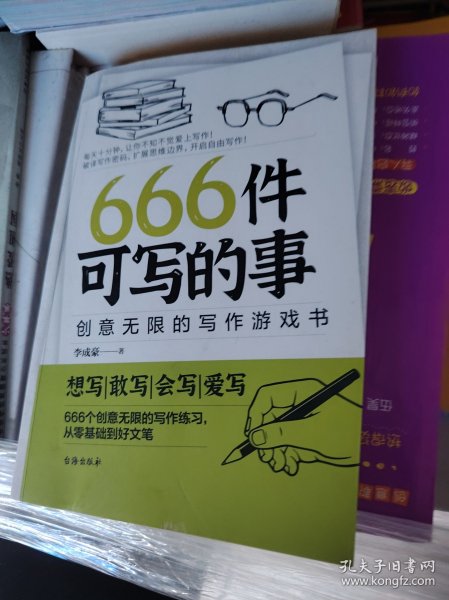 每天十分钟，让你不知不觉爱上写作！
破译写作密码，扩展思维边界，开启自由写作！
666件
可写的事
创意无限的写作游戏书
李成豪——著
想写|敢写|会写|爱写
666个创意无限的写作练习，
从零基础到好文笔
台海出版社
伍昊
孔夫子旧书网
www.kongfz.com